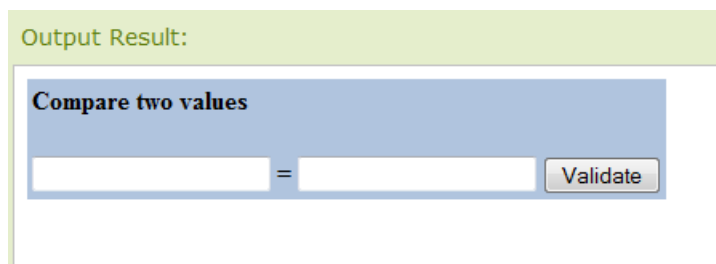 Output Result:
Compare two values
= Validate